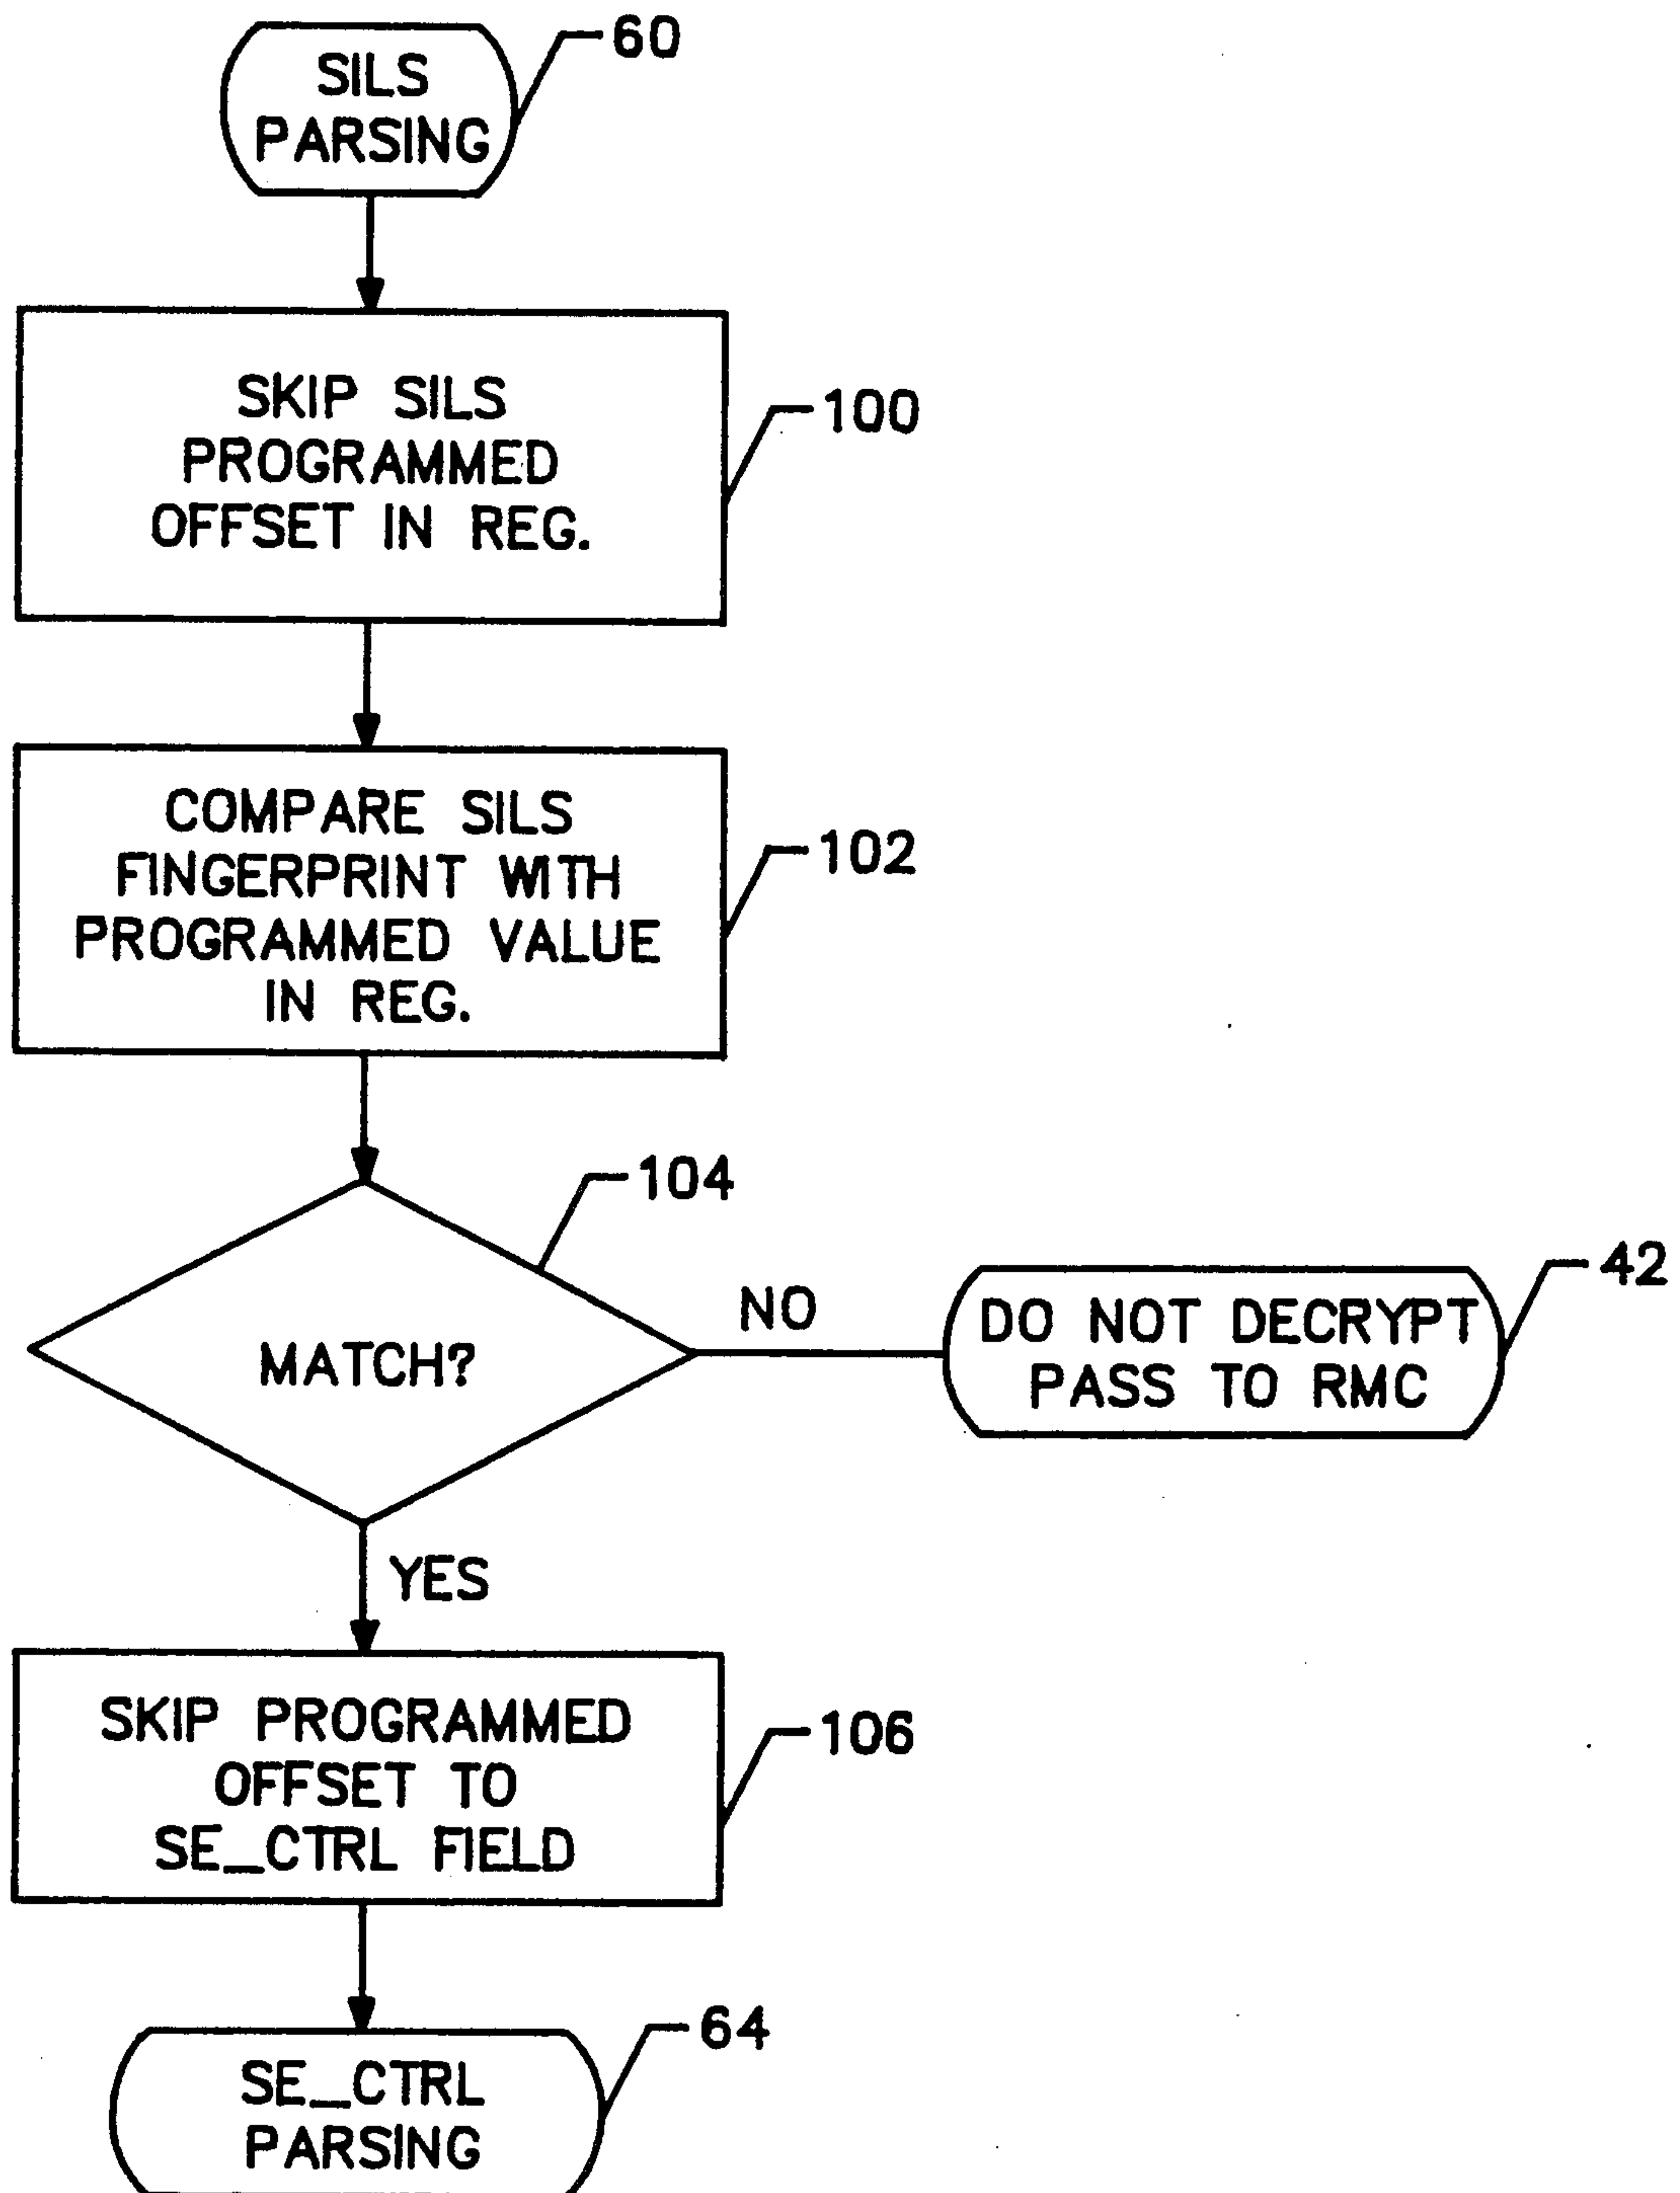 SILS
PARSING
60
SKIP SILS
PROGRAMMED
OFFSET IN REG.
100
COMPARE SILS
FINGERPRINT WITH
PROGRAMMED VALUE
IN REG.
102
MATCH?
104
NO
DO NOT DECRYPT
PASS TO RMC
42
YES
SKIP PROGRAMMED
OFFSET TO
SE_CTRL FIELD
106
SE_CTRL
PARSING
64